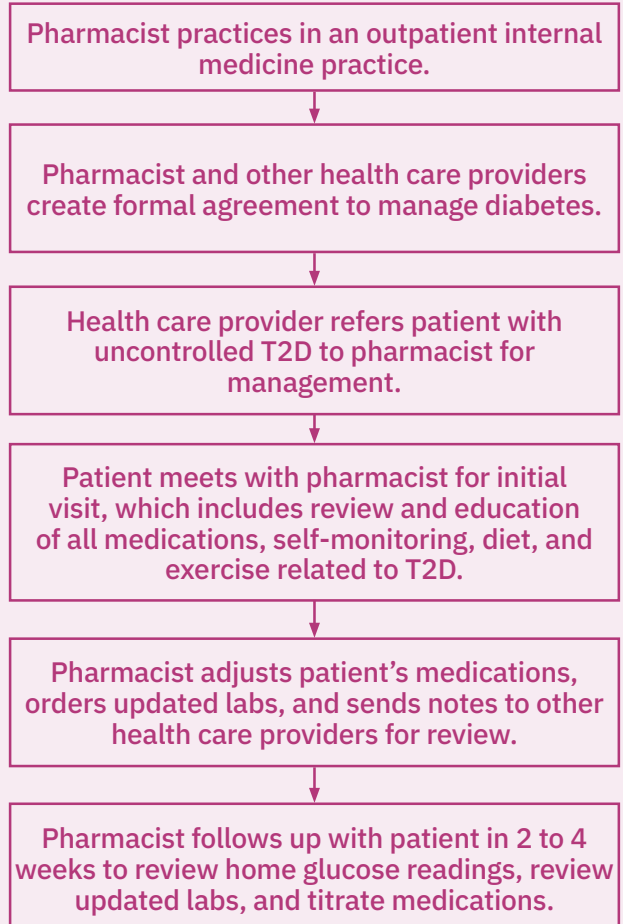 Pharmacist practices in an outpatient internal
medicine practice.
Pharmacist and other health care providers
create formal agreement to manage diabetes.
Health care provider refers patient with
uncontrolled T2D to pharmacist for
management.
Patient meets with pharmacist for initial
visit, which includes review and education
of all medications, self-monitoring, diet, and
exercise related to T2D.
Pharmacist adjusts patient’s medications,
orders updated labs, and sends notes to other
health care providers for review.
Pharmacist follows up with patient in 2 to 4
weeks to review home glucose readings, review
updated labs, and titrate medications.